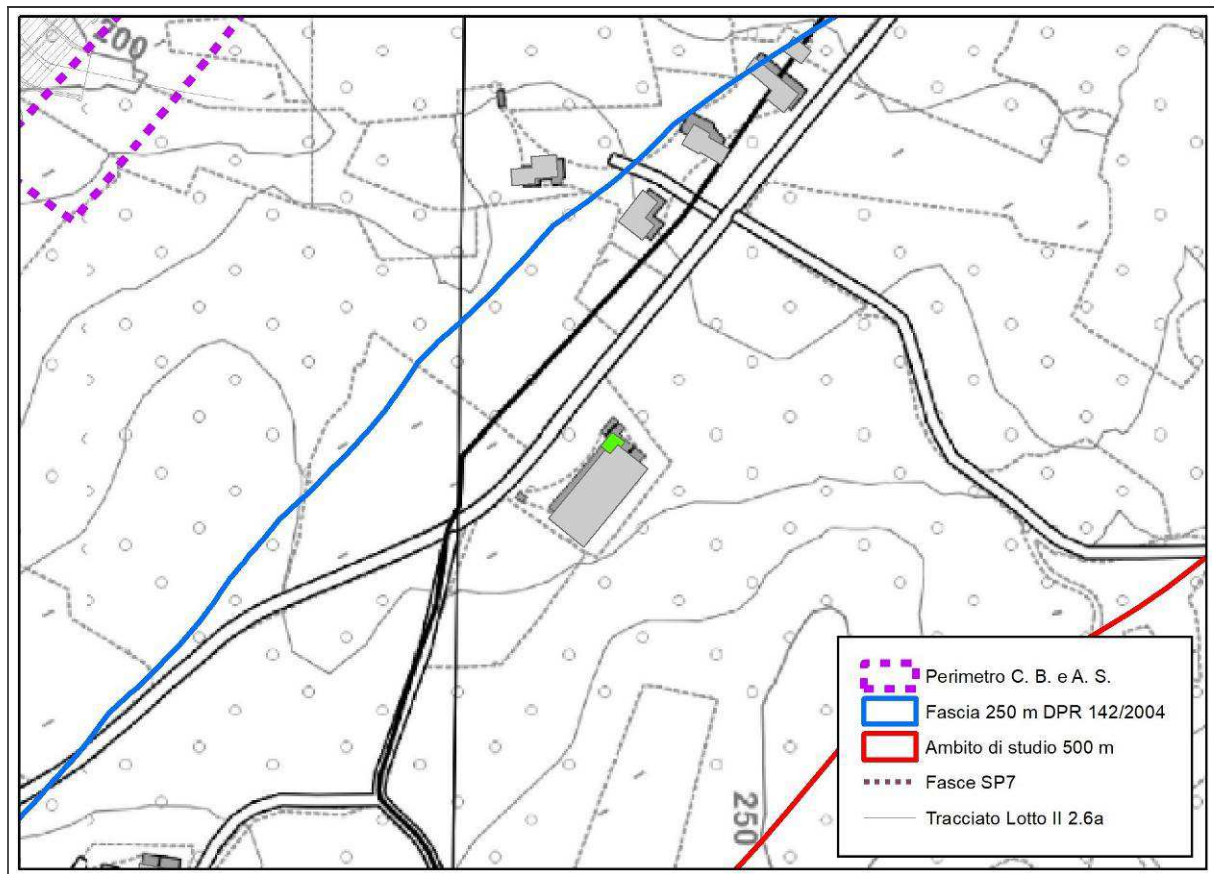 200
Perimetro C. B. e A. S.
Fascia 250 m DPR 142/2004
Ambito di studio 500 m
Fasce SP7
Tracciato Lotto II 2.6a
250